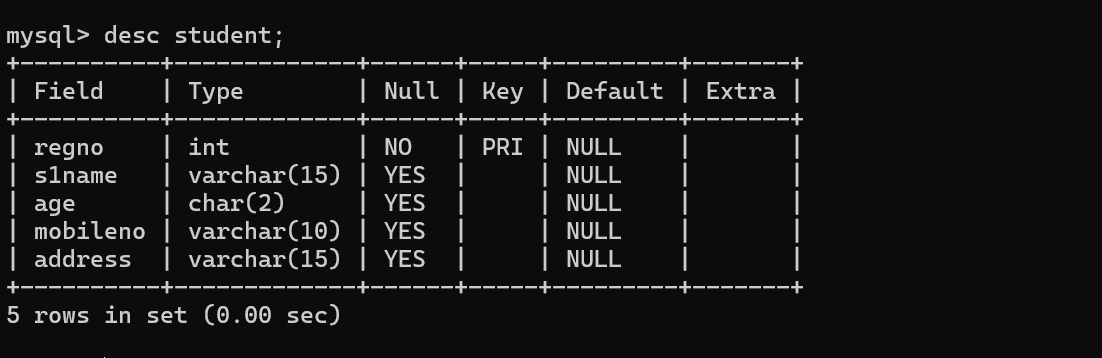 mysql> desc student;
+----------+-------------+------+-----+---------+-------+
| Field    | Type        | Null | Key | Default | Extra |
+----------+-------------+------+-----+---------+-------+
| regno    | int         | NO   | PRI | NULL    |       |
| s1name   | varchar(15) | YES  |     | NULL    |       |
| age      | char(2)     | YES  |     | NULL    |       |
| mobileno | varchar(10) | YES  |     | NULL    |       |
| address  | varchar(15) | YES  |     | NULL    |       |
+----------+-------------+------+-----+---------+-------+
5 rows in set (0.00 sec)